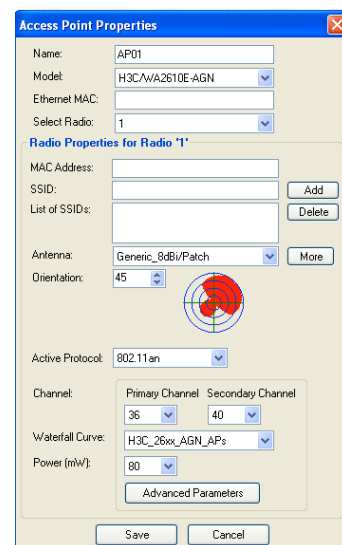 Access Point Properties
Name: AP01
Model: H3C/WA2610E-AGN
Ethernet MAC:
Select Radio: 1
Radio Properties for Radio '1'
MAC Address:
SSID: Add
List of SSIDs: Delete
Antenna: Generic_8dBi/Patch More
Orientation: 45
Active Protocol: 802.11an
Channel: Primary Channel Secondary Channel
36 40
Waterfall Curve: H3C_26xx_AGN_APs
Power (mW): 80
Advanced Parameters
Save Cancel